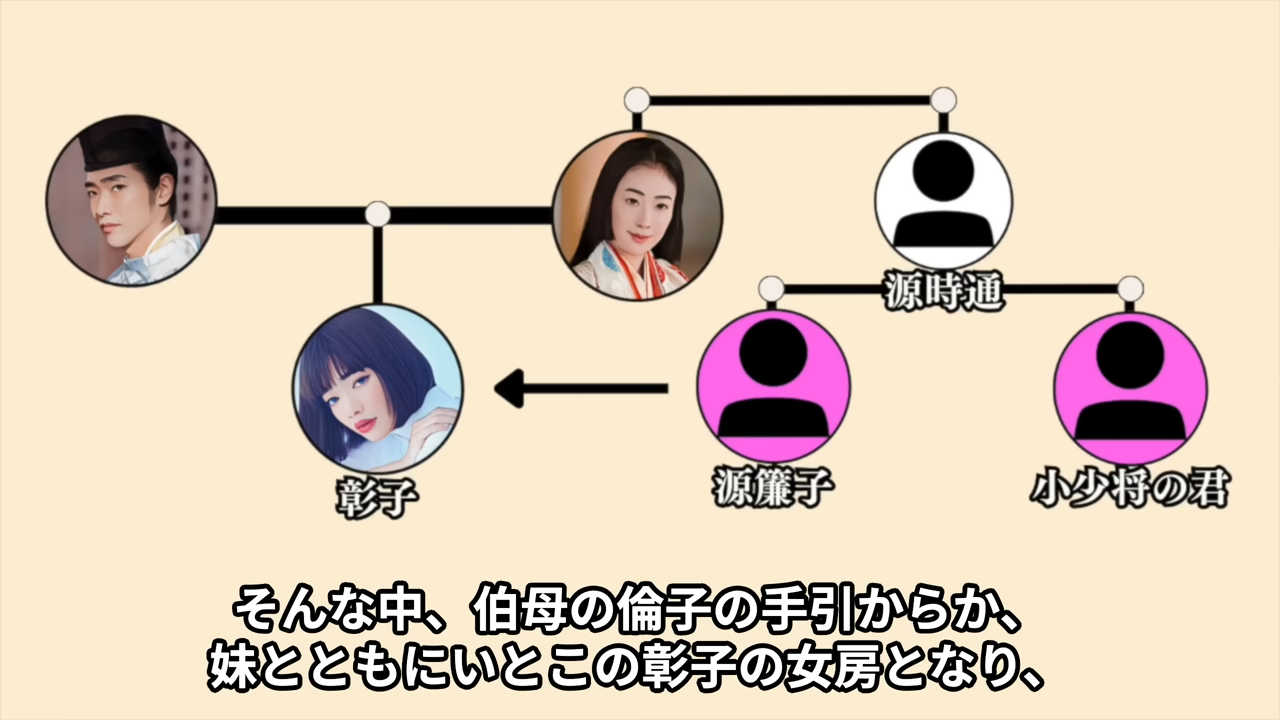 源時通
彰子
源簾子
小少将の君
そんな中、伯母の倫子の手引からか、
妹とともにいとこの彰子の女房となり、